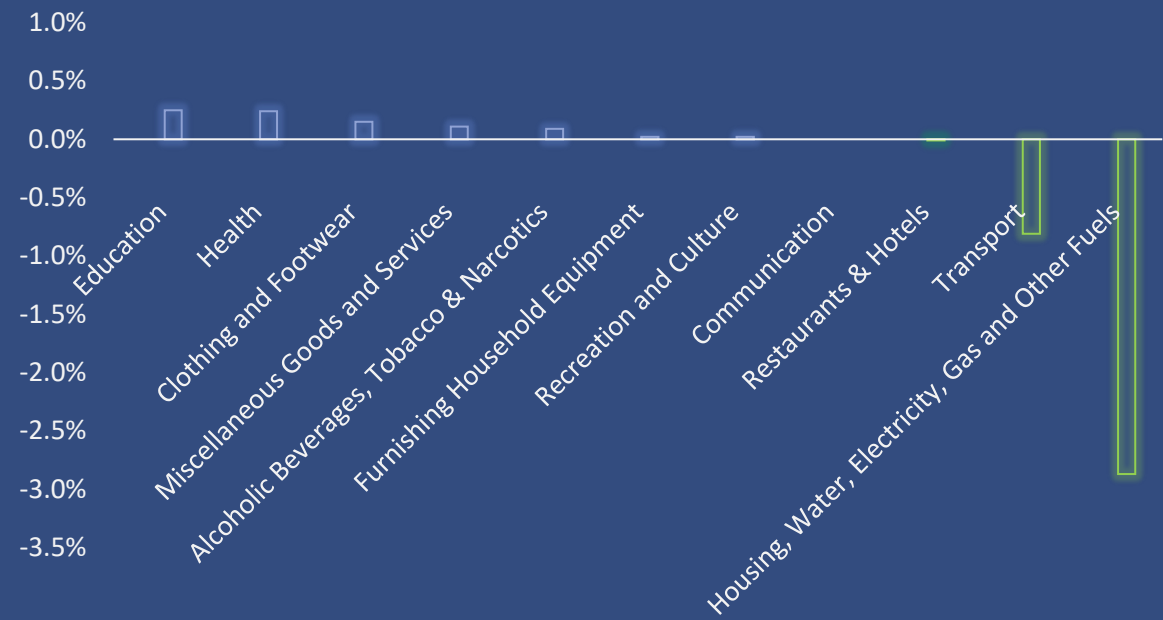 1.0%
0.5%
0.0%
-0.5%
-1.0%
-1.5%
-2.0%
-2.5%
-3.0%
-3.5%
Education
Health
Clothing and Footwear
Miscellaneous Goods and Services
Alcoholic Beverages, Tobacco & Narcotics
Furnishing Household Equipment
Recreation and Culture
Communication
Restaurants & Hotels
Transport
Housing, Water, Electricity, Gas and Other Fuels